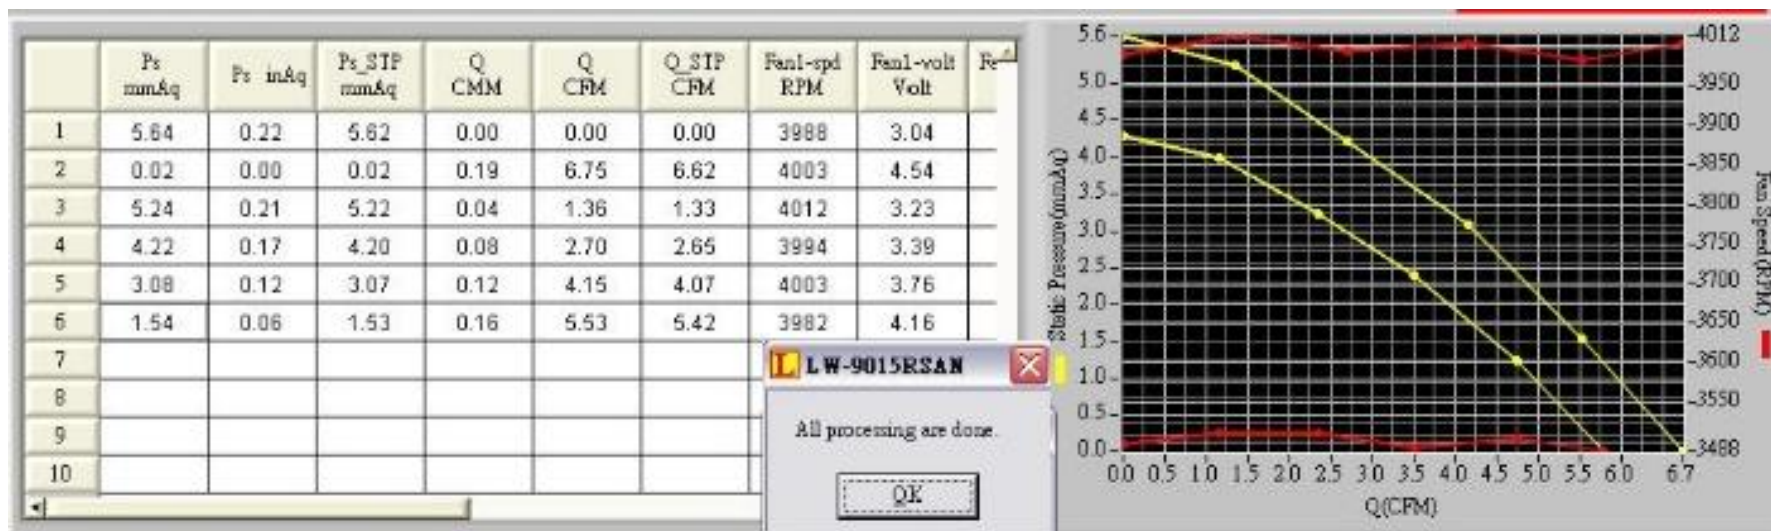 Ps mmAq Ps inAq Ps_STP mmAq Q CMM Q CFM Q_STP CFM Fan1-spd RPM Fan1-volt Volt Fe
1 5.64 0.22 5.62 0.00 0.00 0.00 3988 3.04
2 0.02 0.00 0.02 0.19 6.75 6.62 4003 4.54
3 5.24 0.21 5.22 0.04 1.36 1.33 4012 3.23
4 4.22 0.17 4.20 0.08 2.70 2.65 3994 3.39
5 3.08 0.12 3.07 0.12 4.15 4.07 4003 3.76
6 1.54 0.06 1.53 0.16 5.53 5.42 3982 4.16
7
8
9
10
LW-9015RSAN
All processing are done.
OK
Static Pressure(mmAq)
5.6
5.0
4.5
4.0
3.5
3.0
2.5
2.0
1.5
1.0
0.5
0.0
0.0 0.5 1.0 1.5 2.0 2.5 3.0 3.5 4.0 4.5 5.0 5.5 6.0 6.7
Q(CFM)
4012
3950
3900
3850
3800
3750
3700
3650
3600
3550
3488
Fan Speed(RPM)